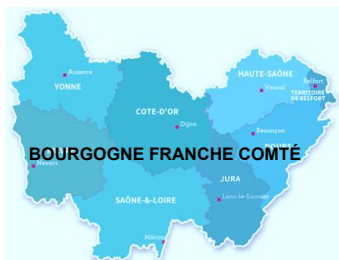 Auxerre
YONNE
HAUTE-SAÔNE
Vesoul
Belfort
TERRITOIRE
DE BELFORT
COTE-D'OR
Dijon
Besançon
DOUBS
BOURGOGNE FRANCHE COMTÉ
Nevers
JURA
SAÔNE-&-LOIRE
Lons-le-Saunier
Mâcon